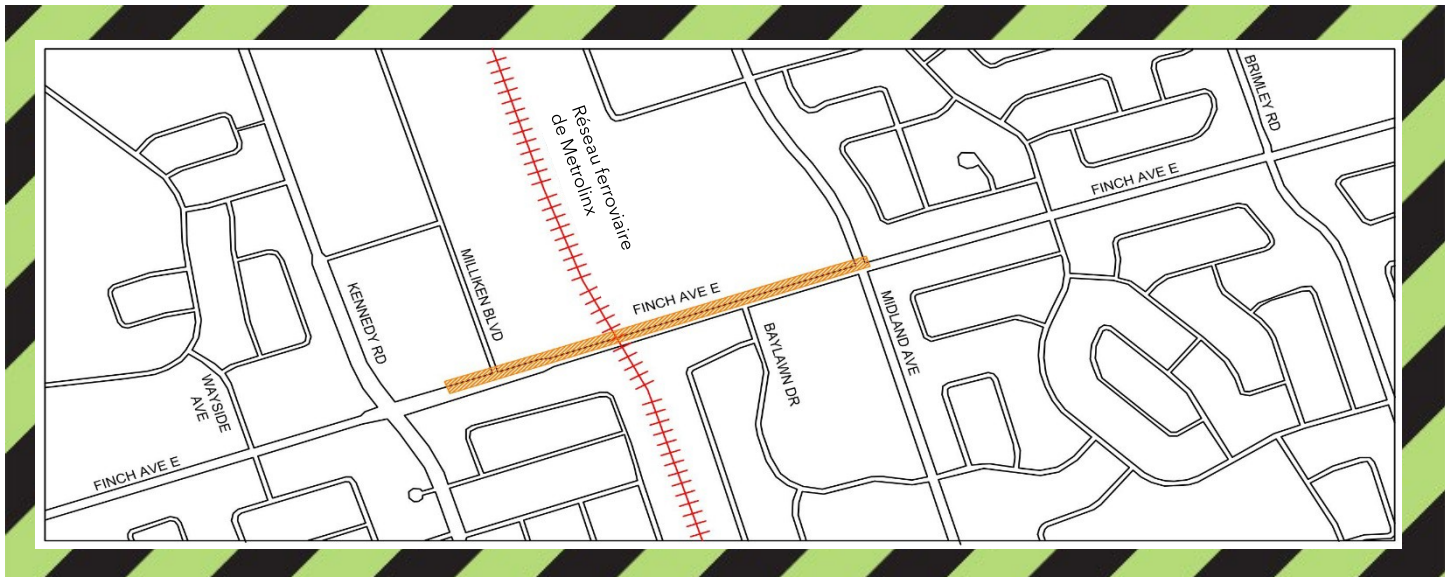 BRIMLEY RD
Réseau ferroviaire
de Metrolinx
FINCH AVE E
MILLIKEN BLVD
KENNEDY RD
FINCH AVE E
MIDLAND AVE
BAYLAWN DR
WAYSIDE
AVE
FINCH AVE E